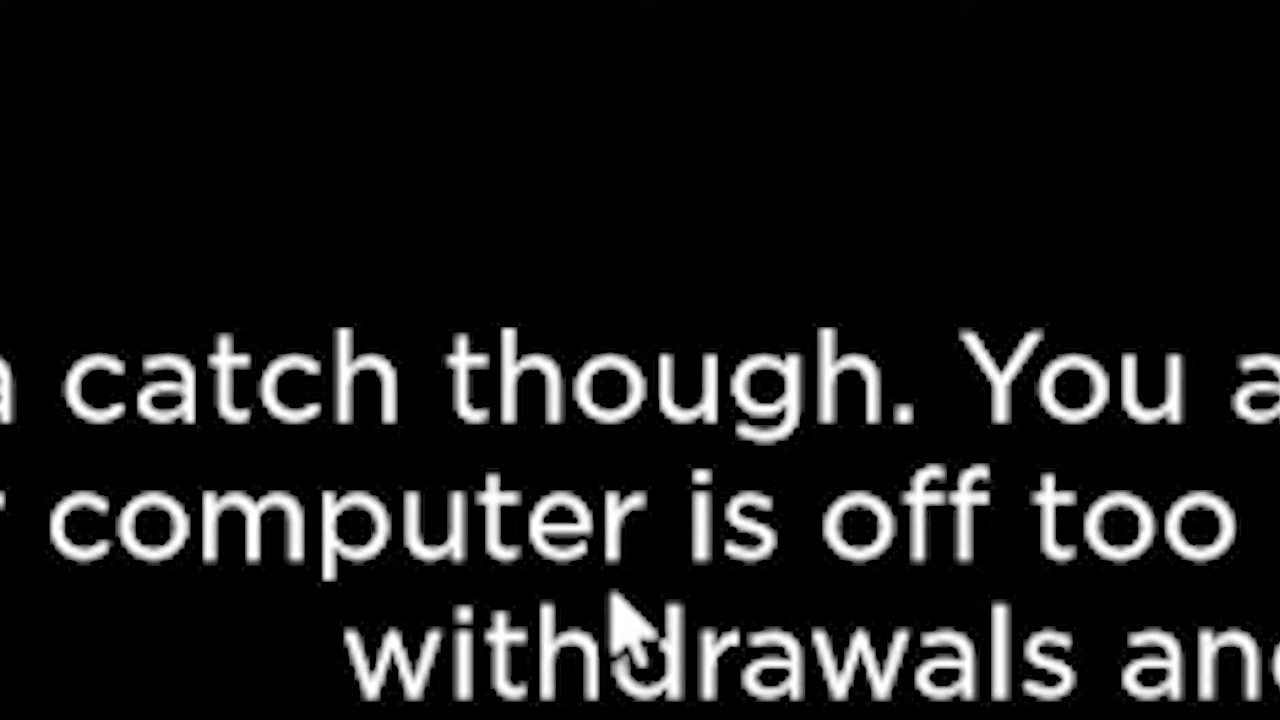 a catch though. You a
r computer is off too
withdrawals and